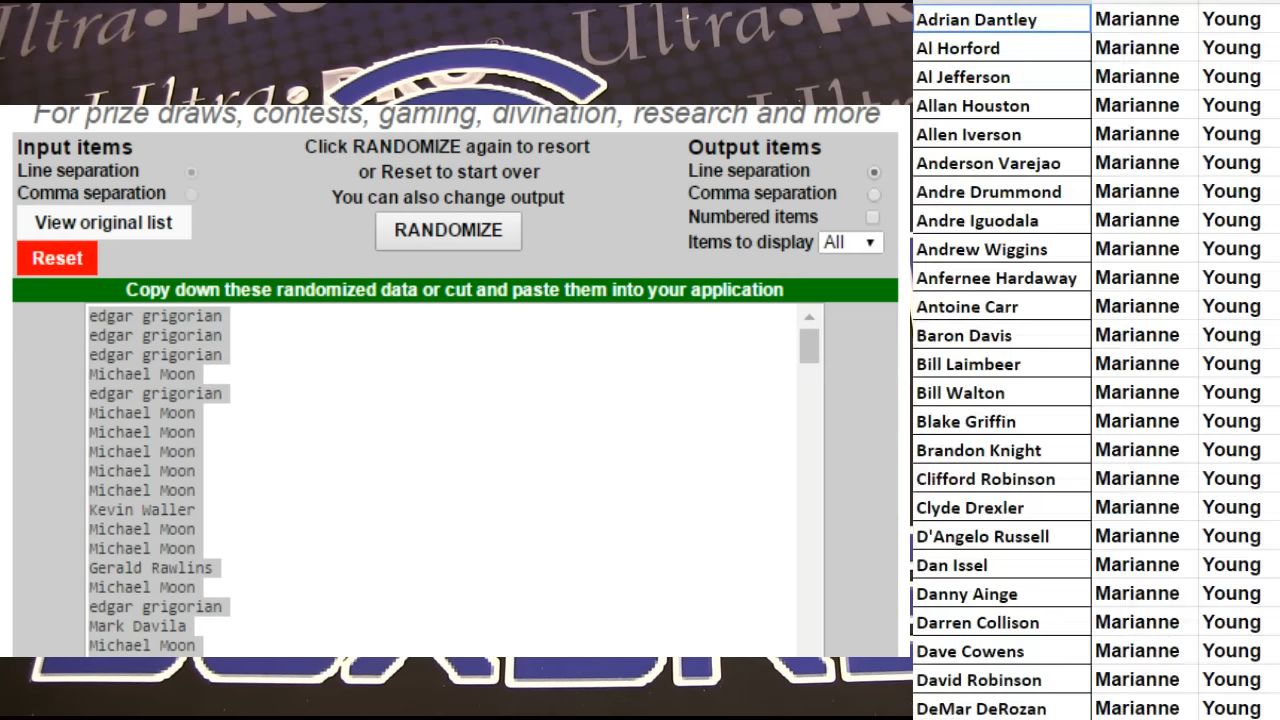 Ultra PRO Ultra PRO
Ultra PRO
For prize draws, contests, gaming, divination, research and more
Input items
Line separation
Comma separation
View original list
Reset
Click RANDOMIZE again to resort
or Reset to start over
You can also change output
RANDOMIZE
Output items
Line separation
Comma separation
Numbered items
Items to display All
Copy down these randomized data or cut and paste them into your application
edgar grigorian
edgar grigorian
edgar grigorian
Michael Moon
edgar grigorian
Michael Moon
Michael Moon
Michael Moon
Michael Moon
Michael Moon
Kevin Waller
Michael Moon
Michael Moon
Gerald Rawlins
Michael Moon
edgar grigorian
Mark Davila
Michael Moon
Adrian Dantley Marianne Young
Al Horford Marianne Young
Al Jefferson Marianne Young
Allan Houston Marianne Young
Allen Iverson Marianne Young
Anderson Varejao Marianne Young
Andre Drummond Marianne Young
Andre Iguodala Marianne Young
Andrew Wiggins Marianne Young
Anfernee Hardaway Marianne Young
Antoine Carr Marianne Young
Baron Davis Marianne Young
Bill Laimbeer Marianne Young
Bill Walton Marianne Young
Blake Griffin Marianne Young
Brandon Knight Marianne Young
Clifford Robinson Marianne Young
Clyde Drexler Marianne Young
D'Angelo Russell Marianne Young
Dan Issel Marianne Young
Danny Ainge Marianne Young
Darren Collison Marianne Young
Dave Cowens Marianne Young
David Robinson Marianne Young
DeMar DeRozan Marianne Young